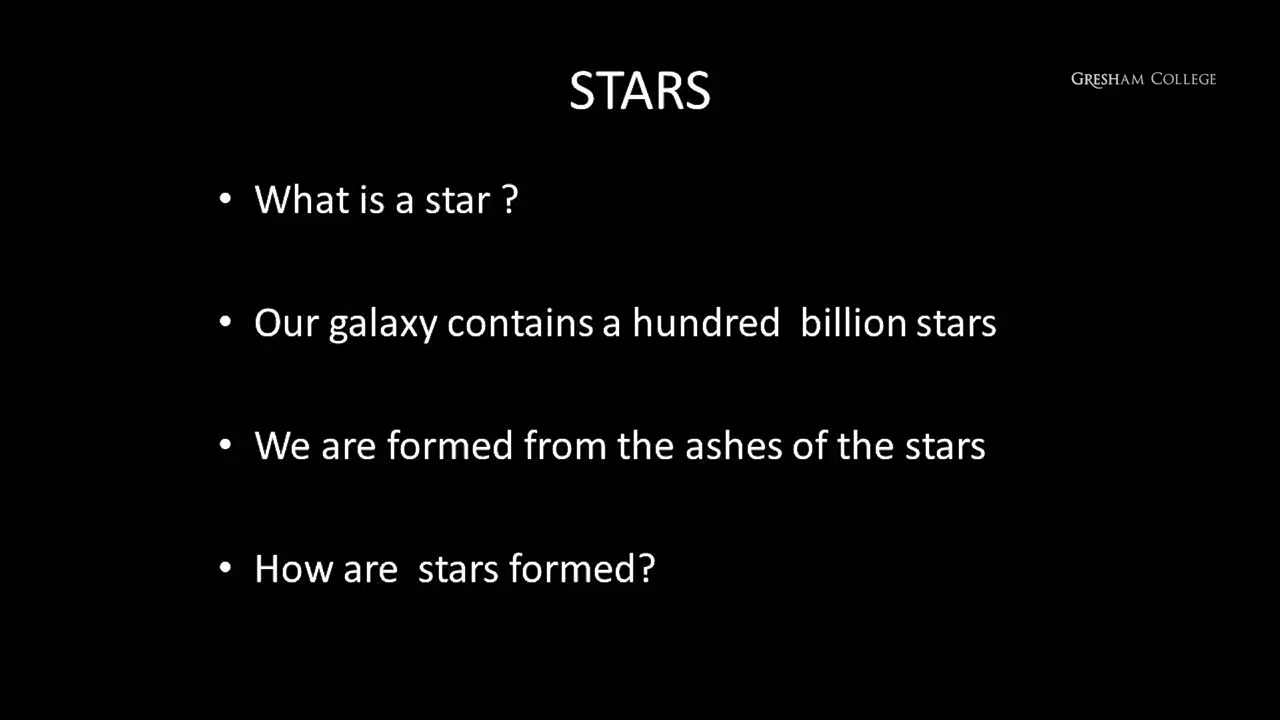 STARS
GRESHAM COLLEGE
• What is a star ?
• Our galaxy contains a hundred  billion stars
• We are formed from the ashes of the stars
• How are  stars formed?